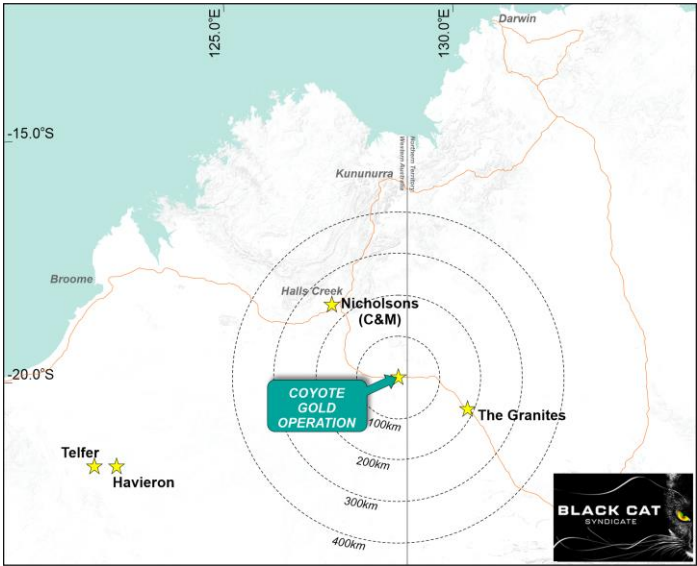 125.0°E
130.0°E
Darwin
-15.0°S
Kununurra
Western Australia
Northern Territory
Broome
Halls Creek
Nicholsons
(C&M)
-20.0°S
COYOTE
GOLD
OPERATION
100km
The Granites
200km
Telfer
Havieron
300km
400km
BLACK CAT
SYNDICATE